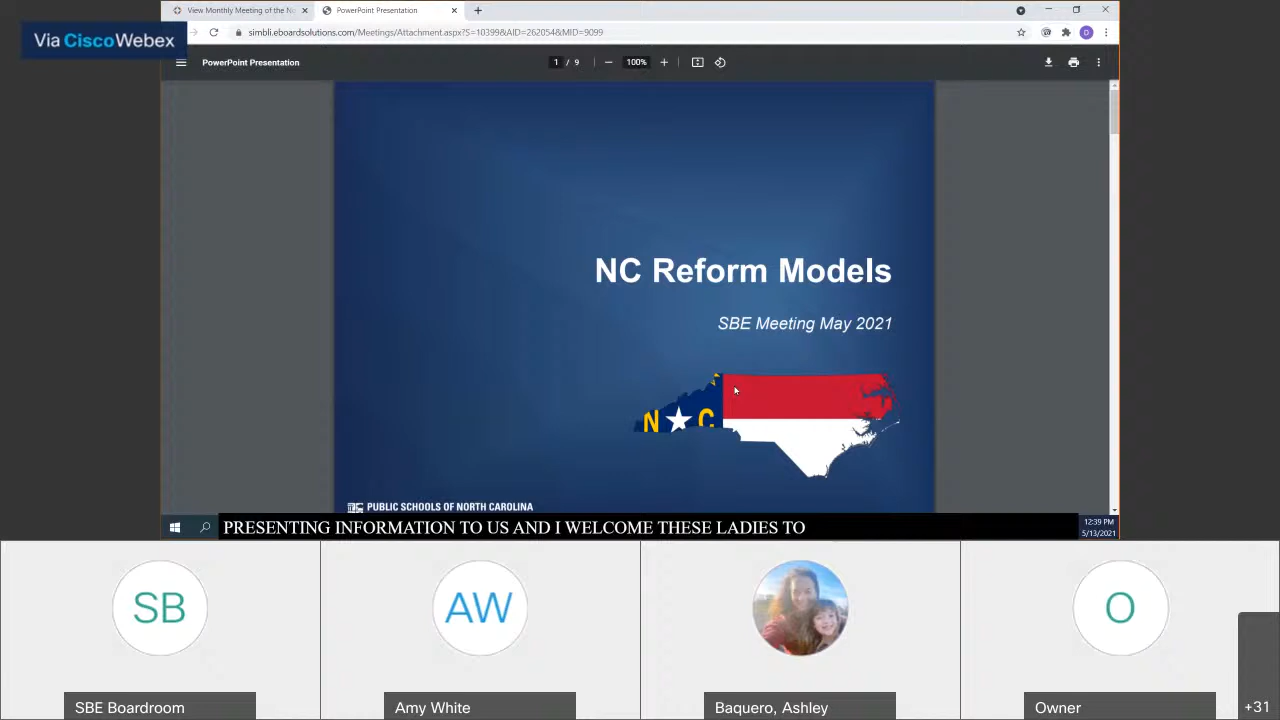 View Monthly Meeting of the N
PowerPoint Presentation
Via Cisco Webex
simbli.eboardsolutions.com/Meetings/Attachment.aspx?S=10399&AID=262054&MID=9099
D
PowerPoint Presentation
1 / 9
100%
NC Reform Models
SBE Meeting May 2021
N C
PUBLIC SCHOOLS OF NORTH CAROLINA
PRESENTING INFORMATION TO US AND I WELCOME THESE LADIES TO
12:39 PM
5/13/2021
SB
AW
O
SBE Boardroom
Amy White
Baquero, Ashley
Owner
+31